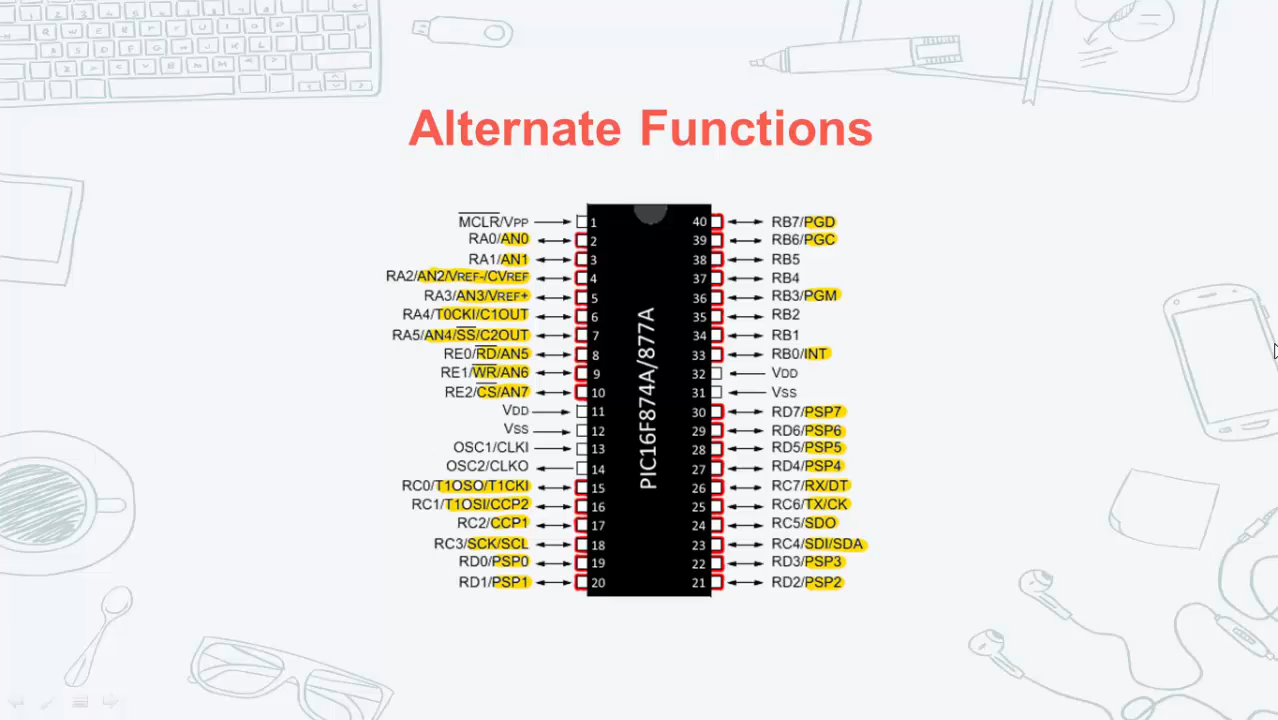 Alternate Functions
MCLR/VPP 1
RA0/AN0 2
RA1/AN1 3
RA2/AN2/VREF-/CVREF 4
RA3/AN3/VREF+ 5
RA4/T0CKI/C1OUT 6
RA5/AN4/SS/C2OUT 7
RE0/RD/AN5 8
RE1/WR/AN6 9
RE2/CS/AN7 10
VDD 11
VSS 12
OSC1/CLKI 13
OSC2/CLKO 14
RC0/T1OSO/T1CKI 15
RC1/T1OSI/CCP2 16
RC2/CCP1 17
RC3/SCK/SCL 18
RD0/PSP0 19
RD1/PSP1 20
PIC16F874A/877A
40 RB7/PGD
39 RB6/PGC
38 RB5
37 RB4
36 RB3/PGM
35 RB2
34 RB1
33 RB0/INT
32 VDD
31 VSS
30 RD7/PSP7
29 RD6/PSP6
28 RD5/PSP5
27 RD4/PSP4
26 RC7/RX/DT
25 RC6/TX/CK
24 RC5/SDO
23 RC4/SDI/SDA
22 RD3/PSP3
21 RD2/PSP2